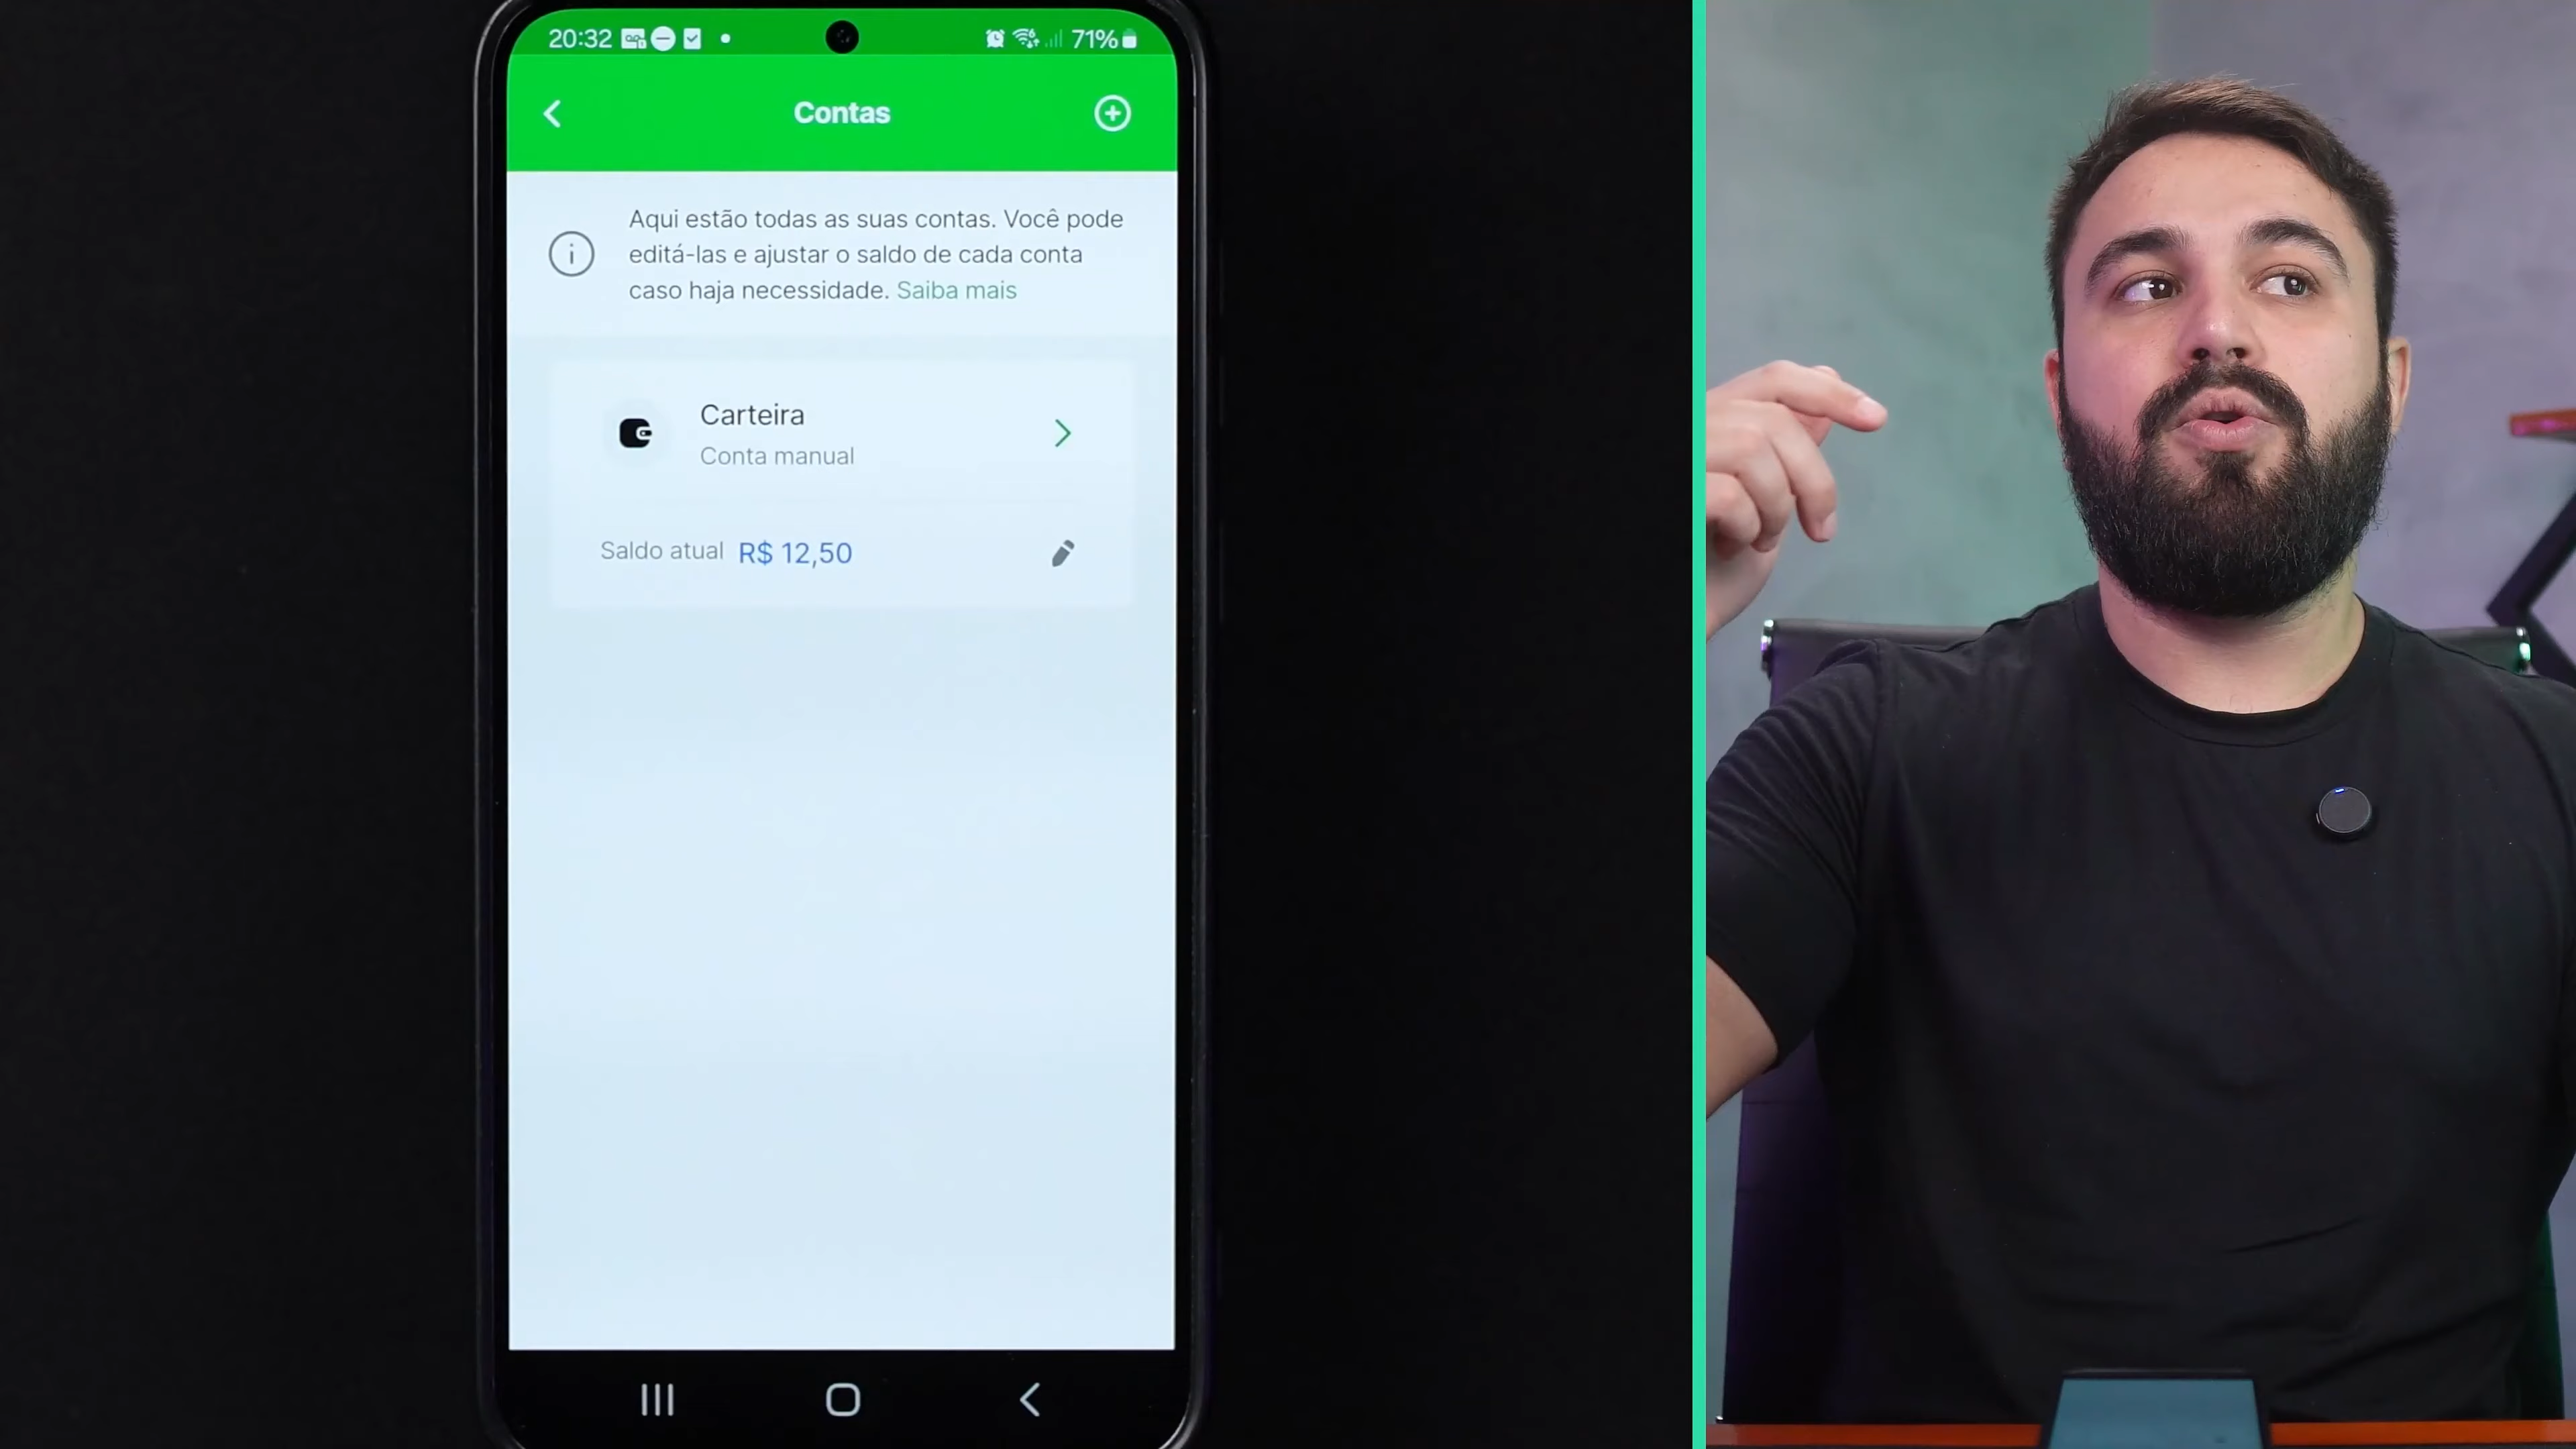 20:32
71%
Contas
Aqui estão todas as suas contas. Você pode
editá-las e ajustar o saldo de cada conta
caso haja necessidade. Saiba mais
Carteira
Conta manual
Saldo atual R$ 12,50